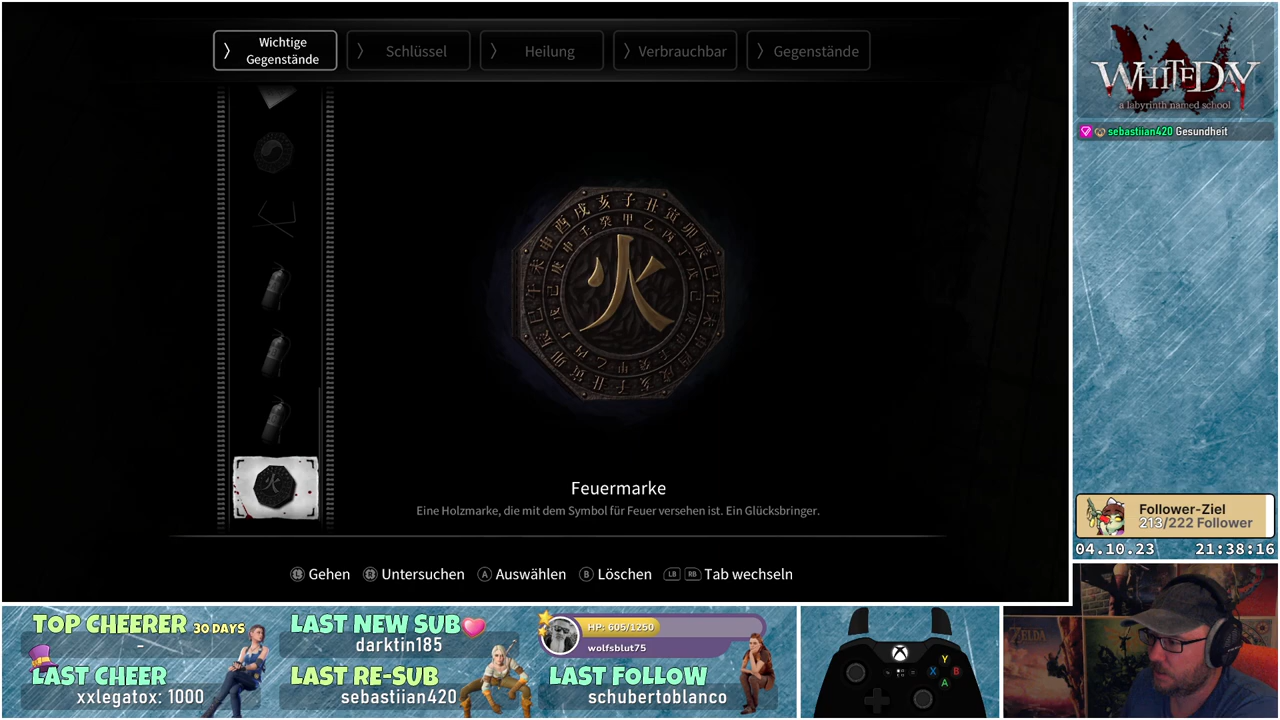 Wichtige
Gegenstände
Schlüssel
Heilung
Verbrauchbar
Gegenstände
火
Feuermarke
Eine Holzmarke, die mit dem Symbol für Feuer versehen ist. Ein Glücksbringer.
Gehen
Untersuchen
A Auswählen
B Löschen
LB RB Tab wechseln
WHITEDAY
a labyrinth named school
sebastiian420 Gesundheit
Follower-Ziel
213/222 Follower
04.10.23 21:38:16
TOP CHEERER 30 DAYS
-
LAST CHEER
xxlegatox: 1000
LAST NEW SUB
darktin185
LAST RE-SUB
sebastiian420
HP: 605/1250
wolfsblut75
LAST FOLLOW
schubertoblanco
Y
X B
A
ZELDA